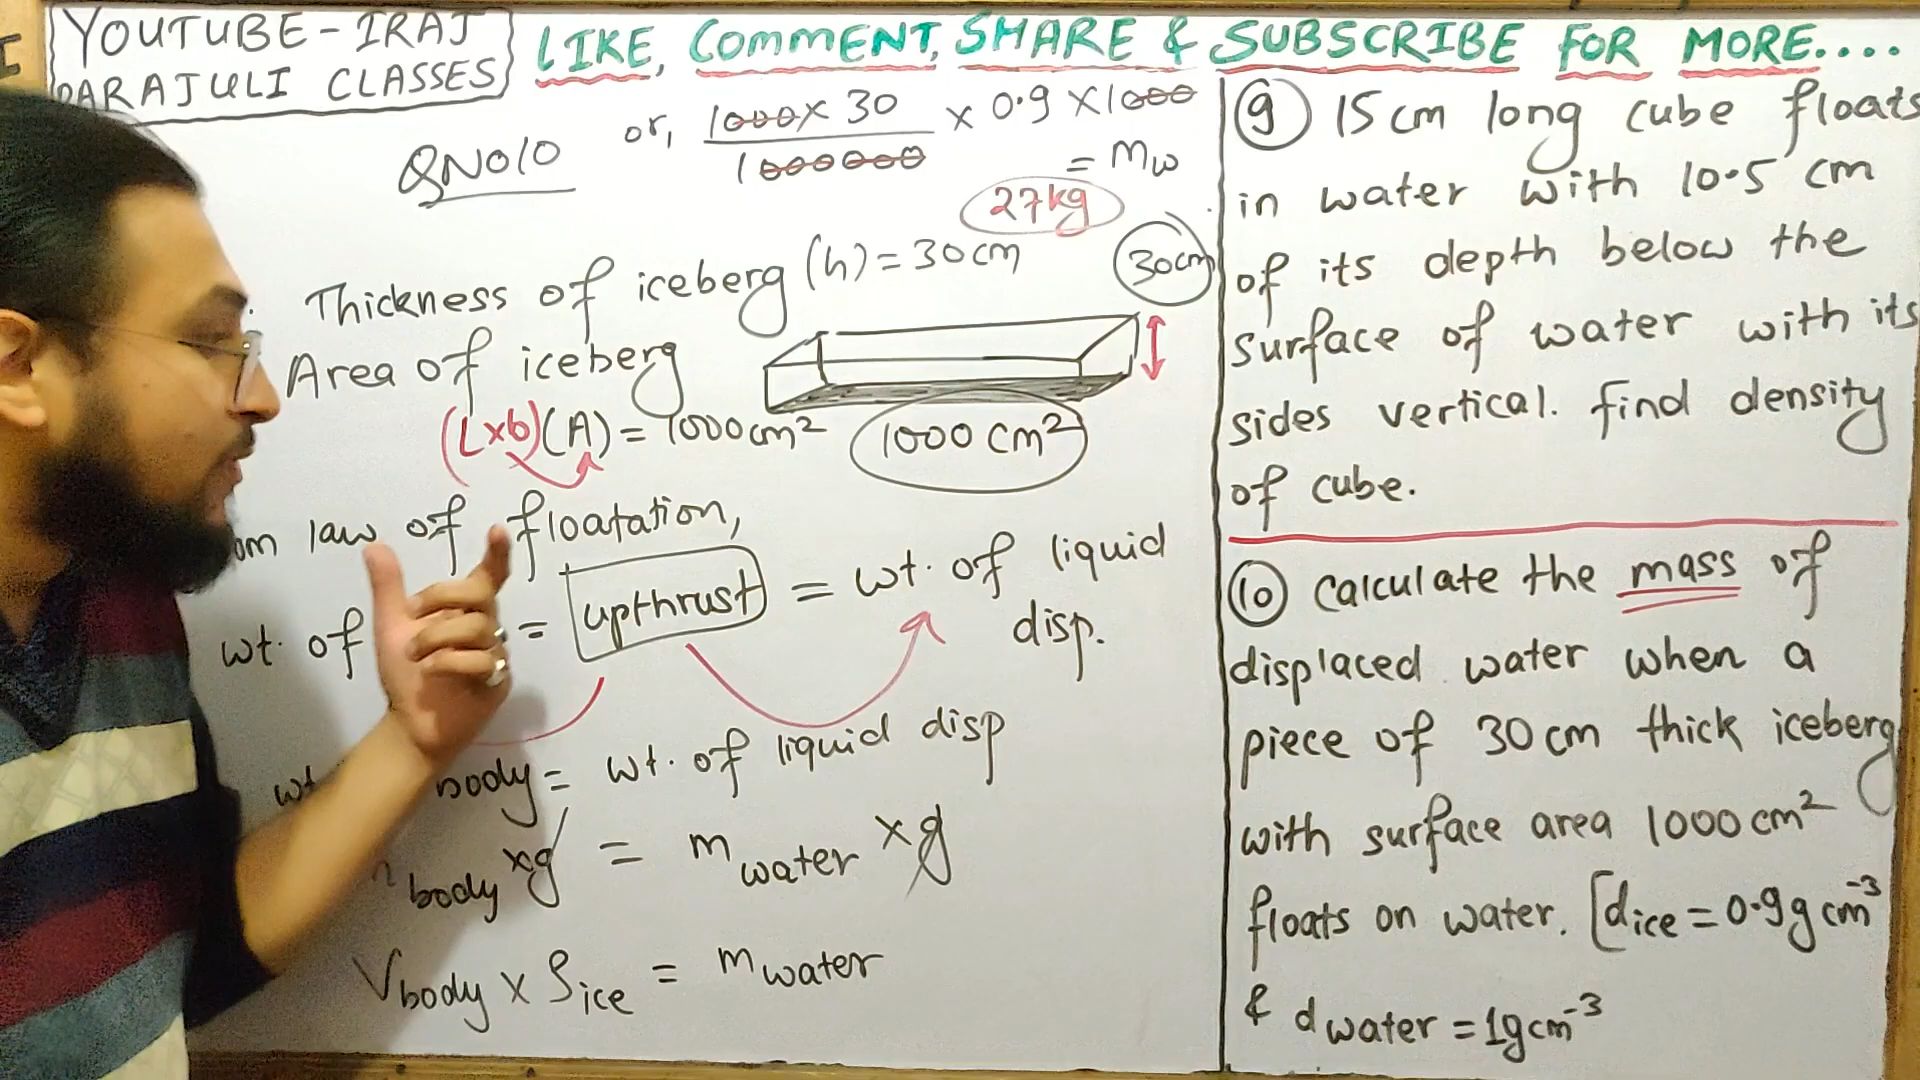 YOUTUBE - IRAJ
PARAJULI CLASSES
LIKE, COMMENT, SHARE & SUBSCRIBE FOR MORE....
QNO10
or, 1000 x 30 / 1000000 x 0.9 x 1000
= mw
27kg
Thickness of iceberg (h) = 30cm
30cm
Area of iceberg
(L x b) (A) = 1000cm²
1000 cm²
om law of floatation,
wt. of = upthrust = wt. of liquid
disp.
wt body = wt. of liquid disp
body x g = m water x g
V body x ρ ice = m water
⑨ 15 cm long cube floats
in water with 10.5 cm
of its depth below the
surface of water with its
sides vertical. find density
of cube.
⑩ Calculate the mass of
displaced water when a
piece of 30 cm thick iceberg
with surface area 1000 cm²
floats on water. [d ice = 0.9 g cm⁻³
& d water = 1g cm⁻³